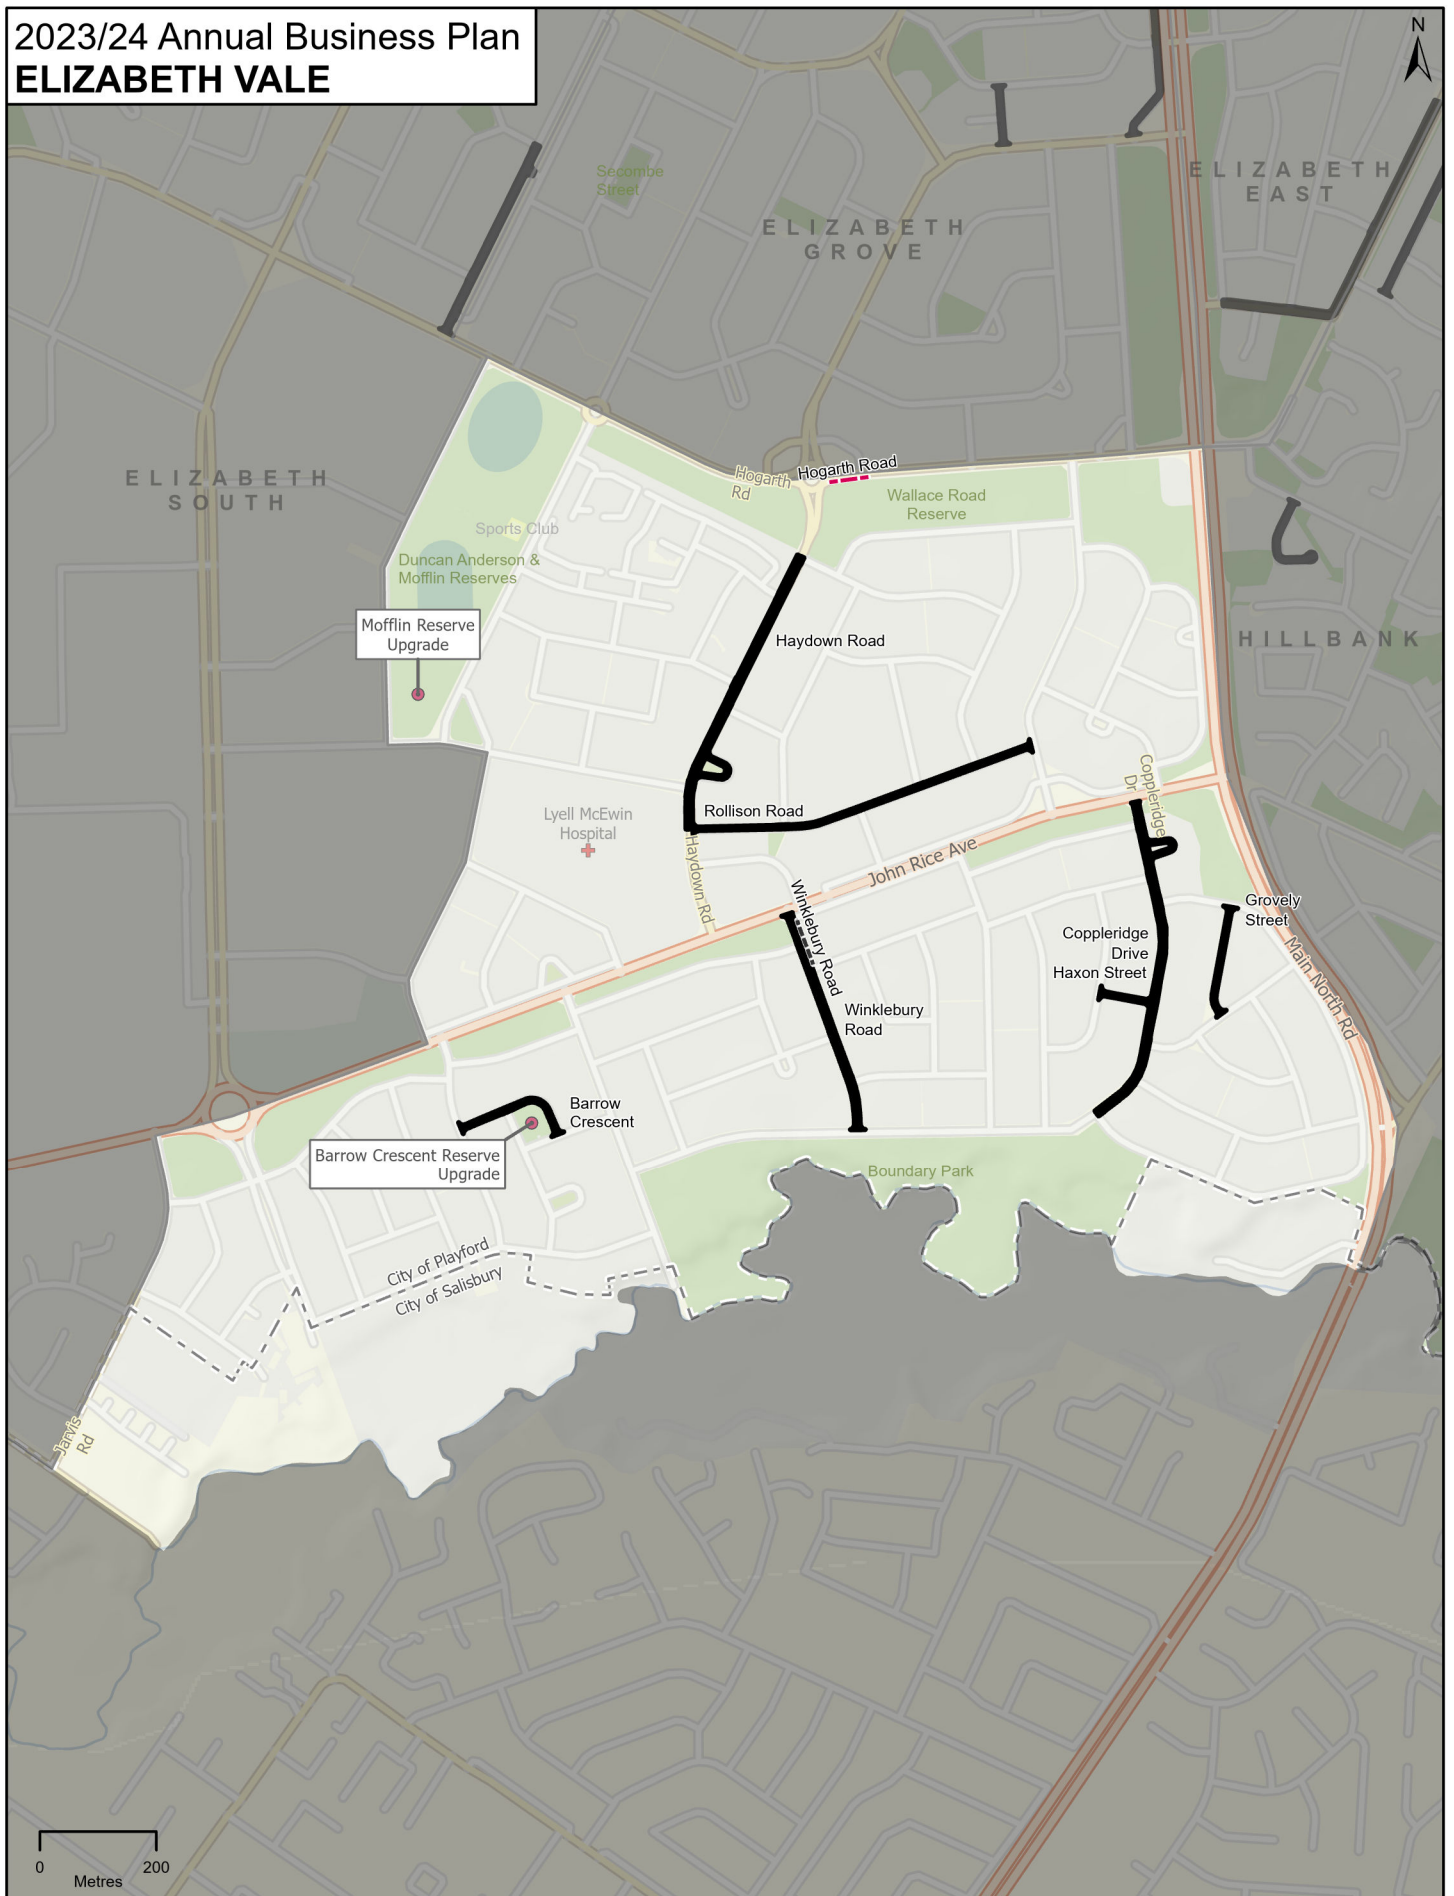 2023/24 Annual Business Plan
ELIZABETH VALE
N
Secombe
Street
ELIZABETH
EAST
ELIZABETH
GROVE
ELIZABETH
SOUTH
Hogarth
Rd
Hogarth Road
Wallace Road
Reserve
Sports Club
Duncan Anderson &
Mofflin Reserves
Mofflin Reserve
Upgrade
Haydown Road
HILLBANK
Coppleridge
Dr
Rollison Road
Lyell McEwin
Hospital
Haydown Rd
John Rice Ave
Winklebury Road
Grovely
Street
Coppleridge
Drive
Haxon Street
Main North Rd
Winklebury
Road
Barrow
Crescent
Barrow Crescent Reserve
Upgrade
Boundary Park
City of Playford
City of Salisbury
Jarvis
Rd
0 200
Metres